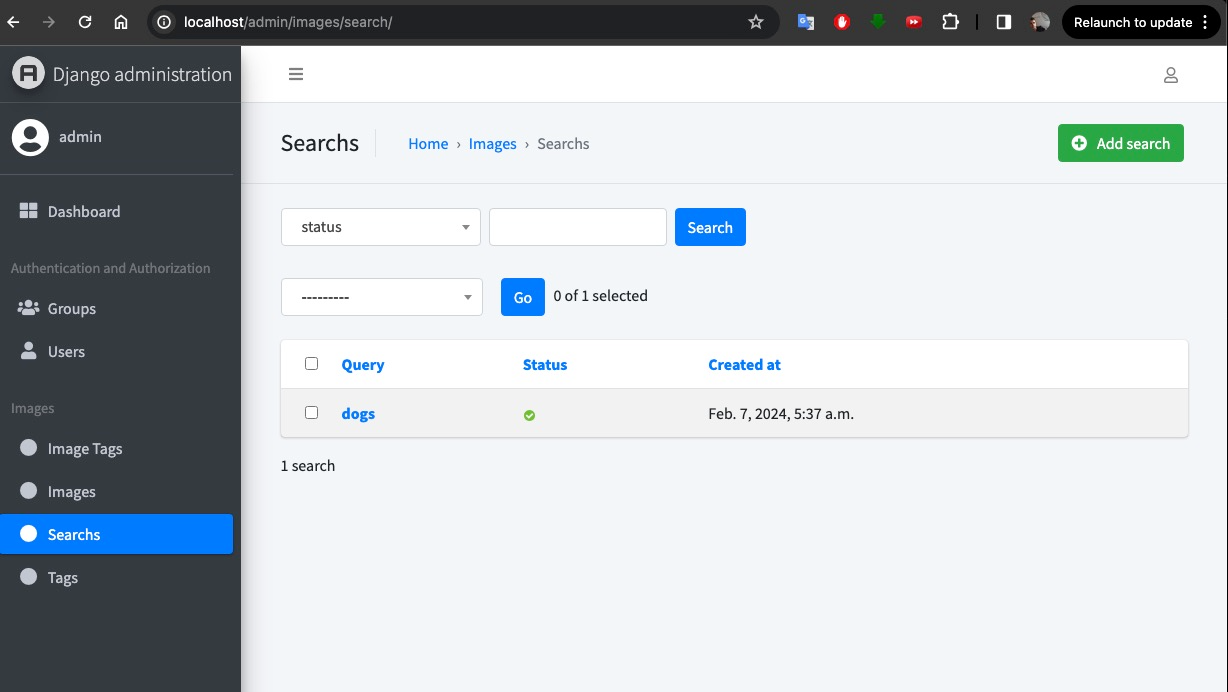 localhost/admin/images/search/
Relaunch to update
Django administration
admin
Dashboard
Authentication and Authorization
Groups
Users
Images
Image Tags
Images
Searchs
Tags
Searchs
Home › Images › Searchs
Add search
status
Search
---------
Go
0 of 1 selected
Query Status Created at
dogs Feb. 7, 2024, 5:37 a.m.
1 search